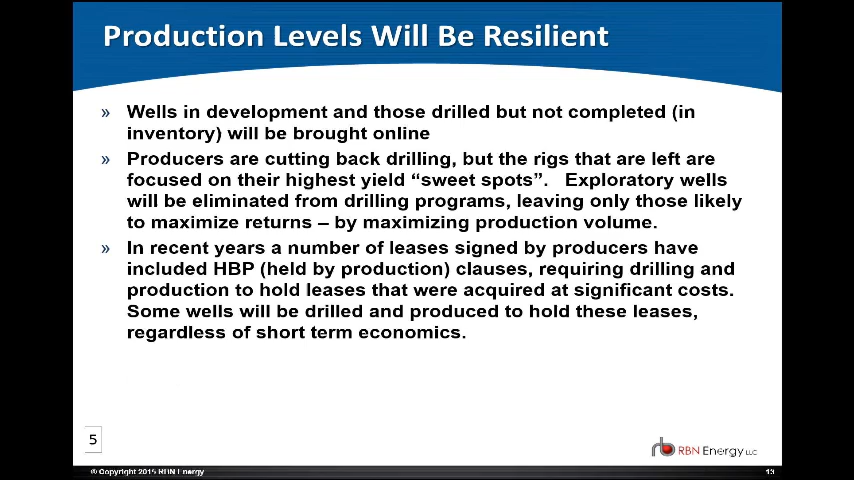 Production Levels Will Be Resilient
» Wells in development and those drilled but not completed (in
inventory) will be brought online
» Producers are cutting back drilling, but the rigs that are left are
focused on their highest yield “sweet spots”. Exploratory wells
will be eliminated from drilling programs, leaving only those likely
to maximize returns – by maximizing production volume.
» In recent years a number of leases signed by producers have
included HBP (held by production) clauses, requiring drilling and
production to hold leases that were acquired at significant costs.
Some wells will be drilled and produced to hold these leases,
regardless of short term economics.
5
RBN Energy LLC
© Copyright 2015 RBN Energy
13